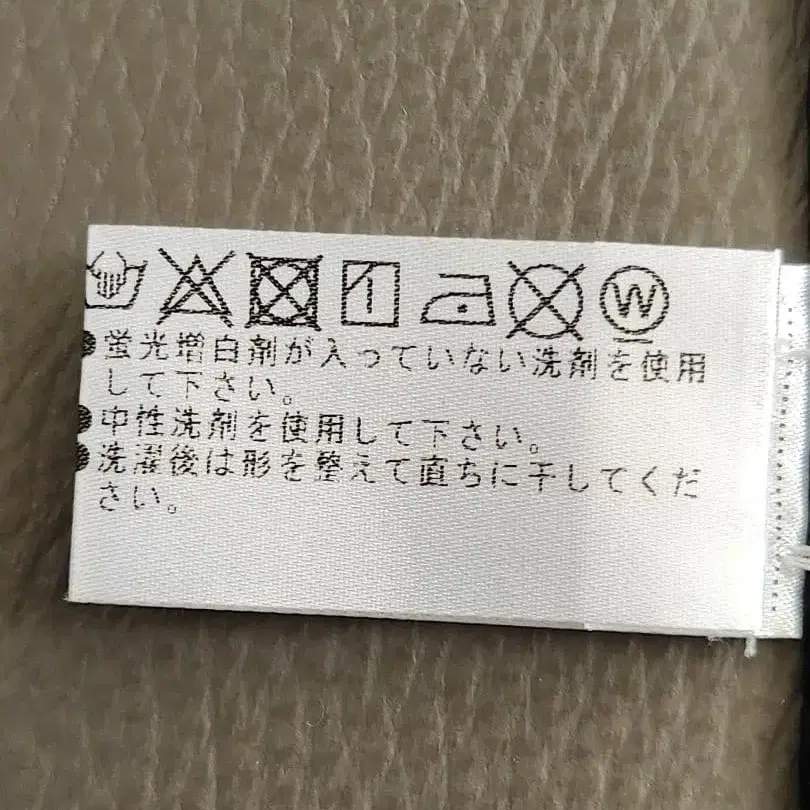 W
●蛍光増白剤が入っていない洗剤を使用
して下さい。
●中性洗剤を使用して下さい。
●洗濯後は形を整えて直ちに干してくだ
さい。